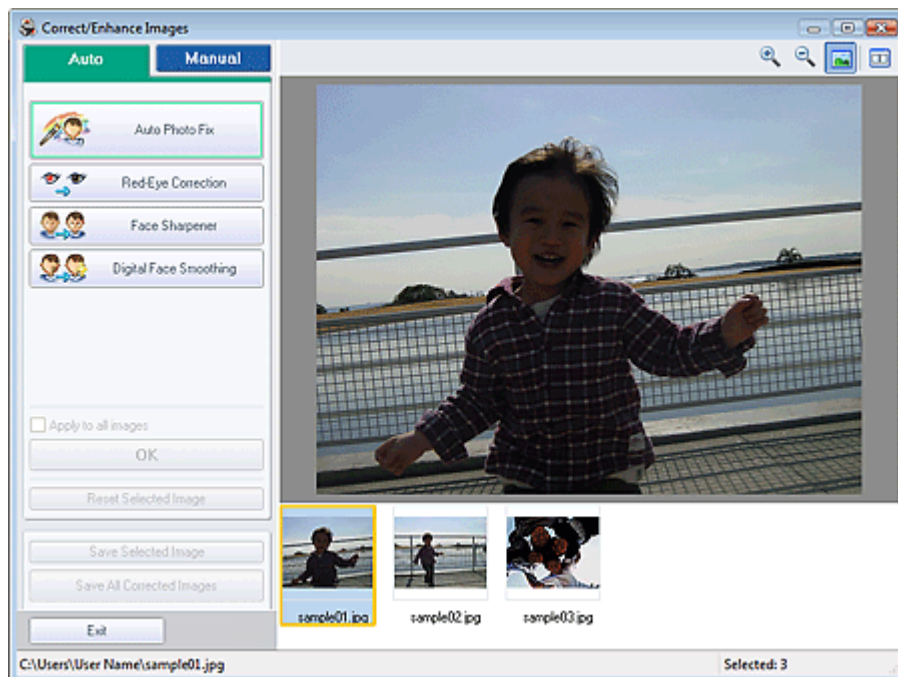 Correct/Enhance Images
Auto
Manual
Auto Photo Fix
Red-Eye Correction
Face Sharpener
Digital Face Smoothing
Apply to all images
OK
Reset Selected Image
Save Selected Image
Save All Corrected Images
Exit
sample01.jpg
sample02.jpg
sample03.jpg
C:\Users\User Name\sample01.jpg
Selected: 3